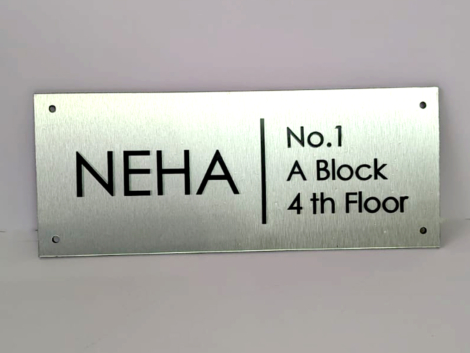 NEHA
No.1
A Block
4 th Floor